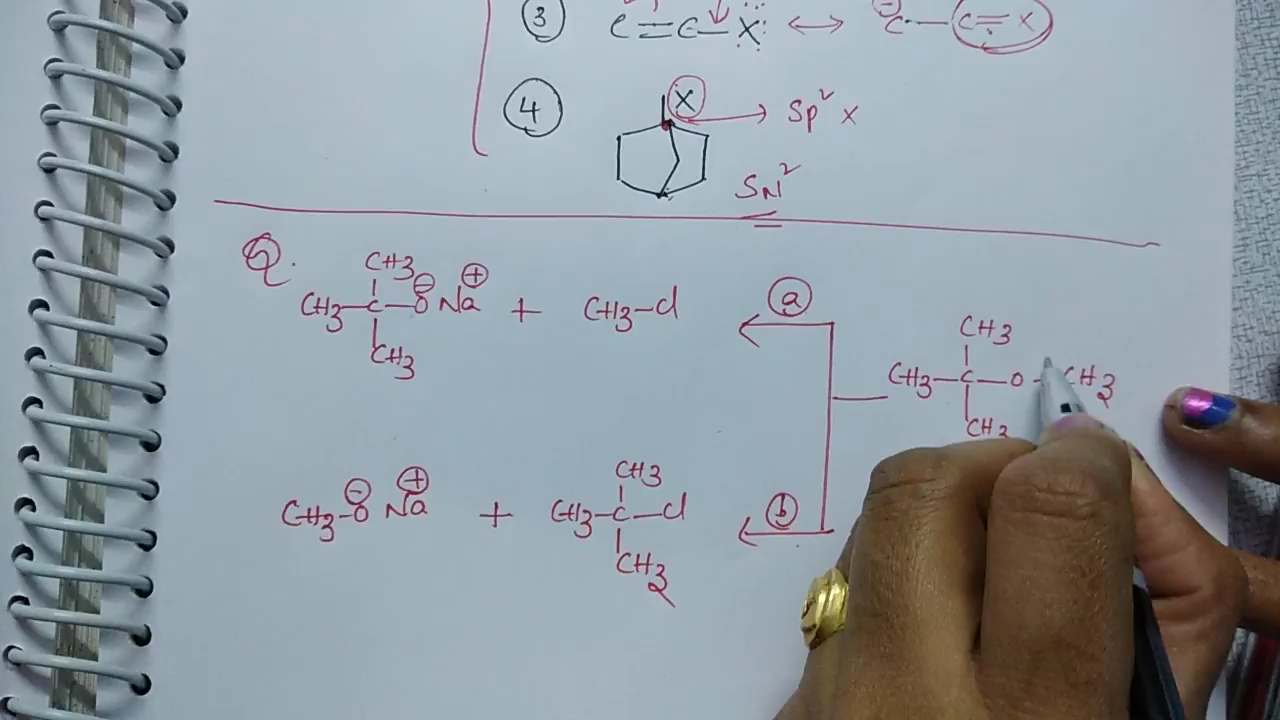 ③ C=C—X: ⟷ ⊖C—C=X
④ X → Sp² x
SN²
Q.
CH3
CH3—C—O⊖ Na⊕ + CH3—Cl
CH3
ⓐ
CH3
CH3—C—O—CH3
CH3
CH3—O⊖ Na⊕ + CH3—C—Cl
CH3
CH3
ⓑ